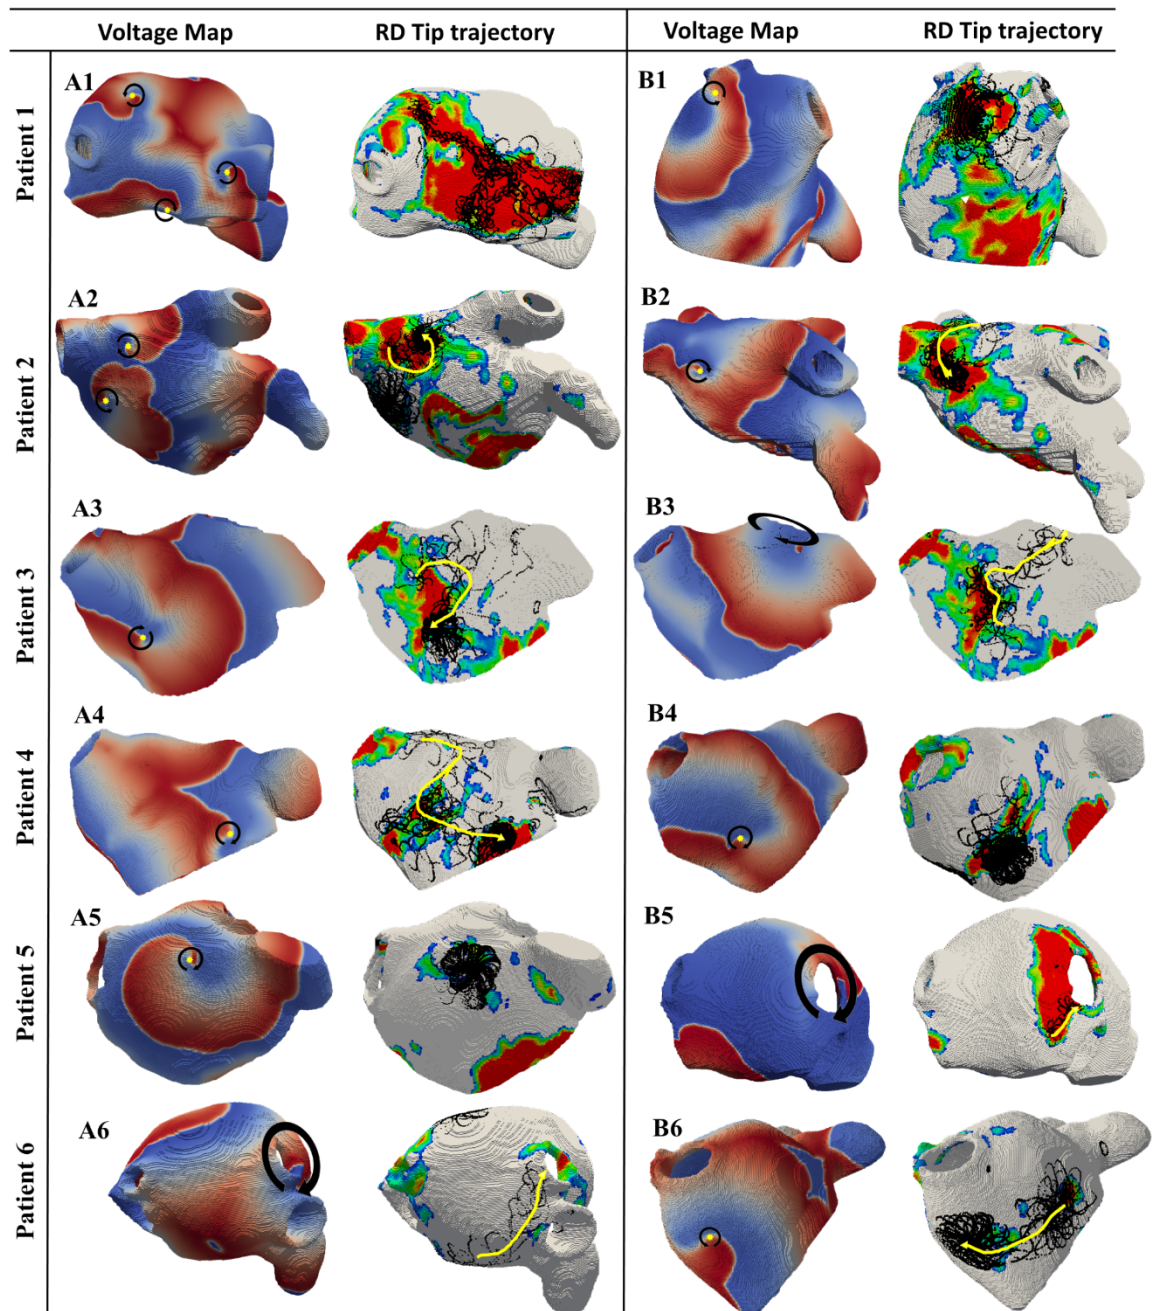 Voltage Map RD Tip trajectory Voltage Map RD Tip trajectory
Patient 1
A1 B1
Patient 2
A2 B2
Patient 3
A3 B3
Patient 4
A4 B4
Patient 5
A5 B5
Patient 6
A6 B6